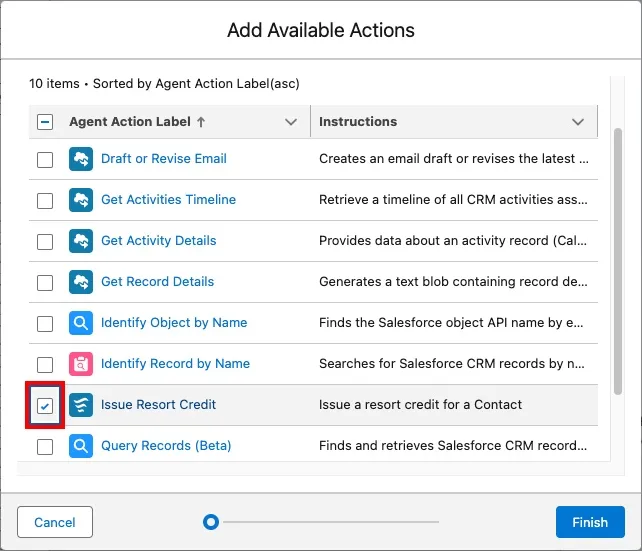 Add Available Actions
10 items • Sorted by Agent Action Label(asc)
Agent Action Label ↑ Instructions
Draft or Revise Email Creates an email draft or revises the latest ...
Get Activities Timeline Retrieve a timeline of all CRM activities ass...
Get Activity Details Provides data about an activity record (Cal...
Get Record Details Generates a text blob containing record de...
Identify Object by Name Finds the Salesforce object API name by e...
Identify Record by Name Searches for Salesforce CRM records by n...
Issue Resort Credit Issue a resort credit for a Contact
Query Records (Beta) Finds and retrieves Salesforce CRM record...
Cancel Finish